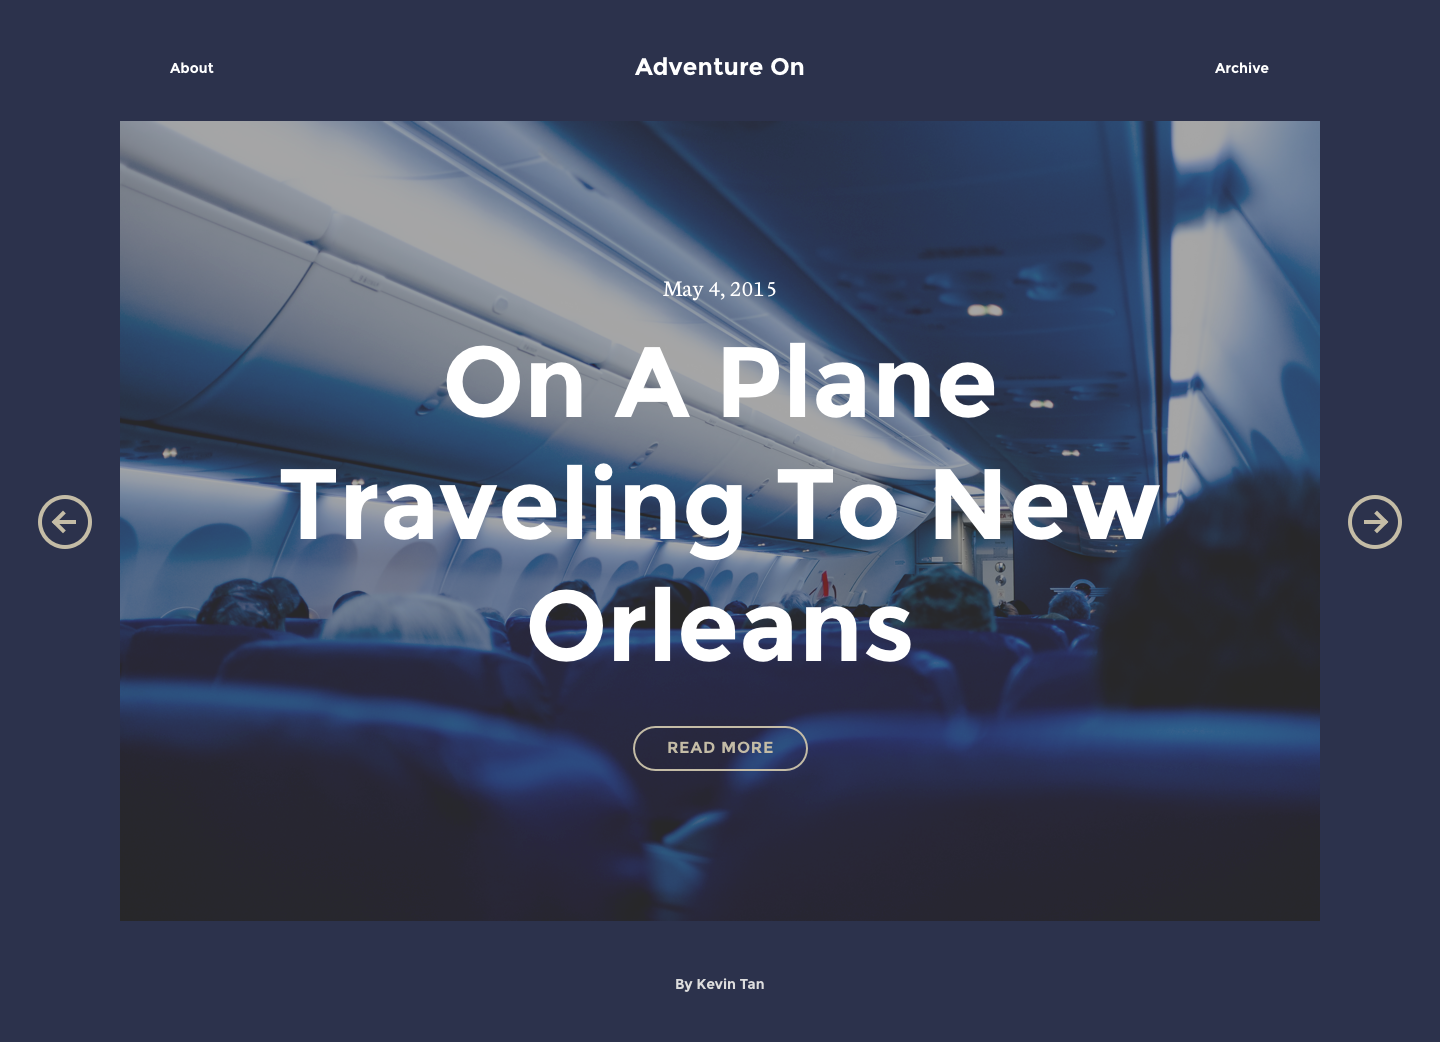 About
Adventure On
Archive
May 4, 2015
On A Plane
Traveling To New
Orleans
READ MORE
By Kevin Tan